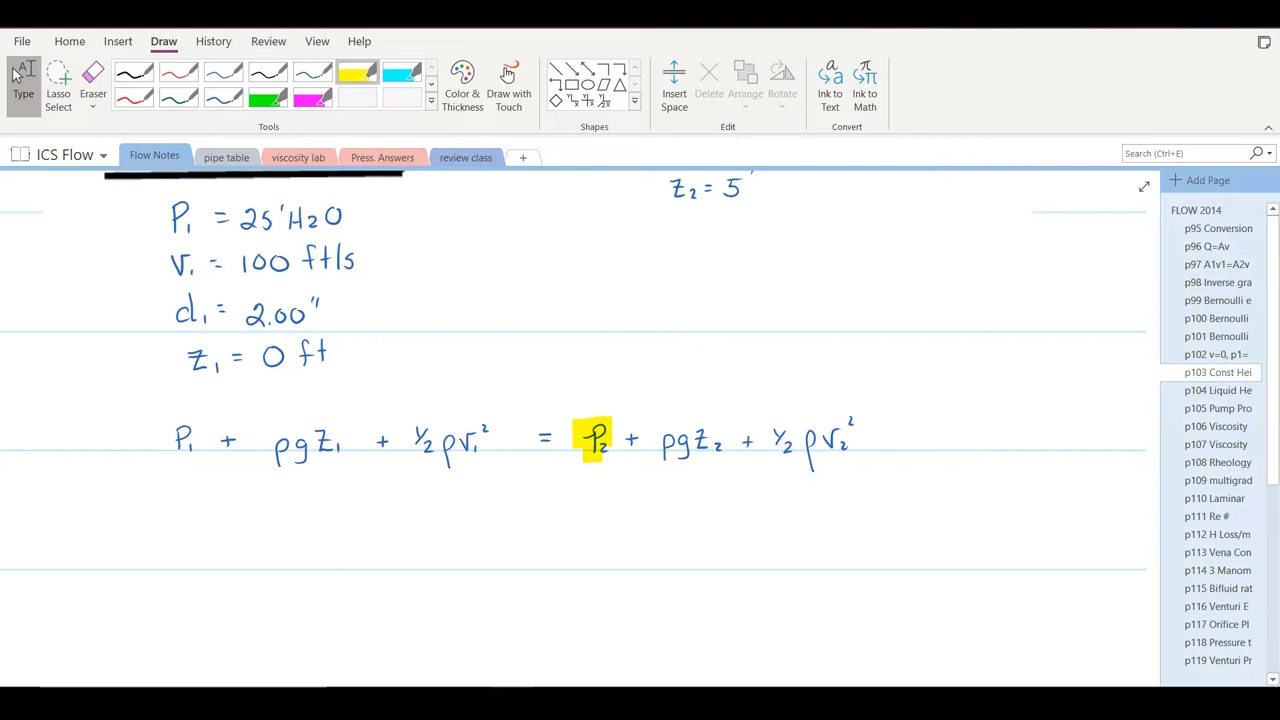 File Home Insert Draw History Review View Help
Type Lasso Select Eraser Color & Thickness Draw with Touch Insert Space Delete Arrange Rotate Ink to Text Ink to Math
Tools Shapes Edit Convert
ICS Flow Flow Notes pipe table viscosity lab Press. Answers review class + Search (Ctrl+E)
Add Page
z₂ = 5'
P₁ = 25'H₂O
v₁ = 100 ft/s
d₁ = 2.00"
z₁ = 0 ft
P₁ + ρgz₁ + ½ρv₁² = P₂ + ρgz₂ + ½ρv₂²
FLOW 2014
p95 Conversion
p96 Q=Av
p97 A1v1=A2v
p98 Inverse gra
p99 Bernoulli e
p100 Bernoulli
p101 Bernoulli
p102 v=0, p1=
p103 Const Hei
p104 Liquid He
p105 Pump Pro
p106 Viscosity
p107 Viscosity
p108 Rheology
p109 multigrad
p110 Laminar
p111 Re #
p112 H Loss/m
p113 Vena Con
p114 3 Manom
p115 Bifluid rat
p116 Venturi E
p117 Orifice Pl
p118 Pressure t
p119 Venturi Pr